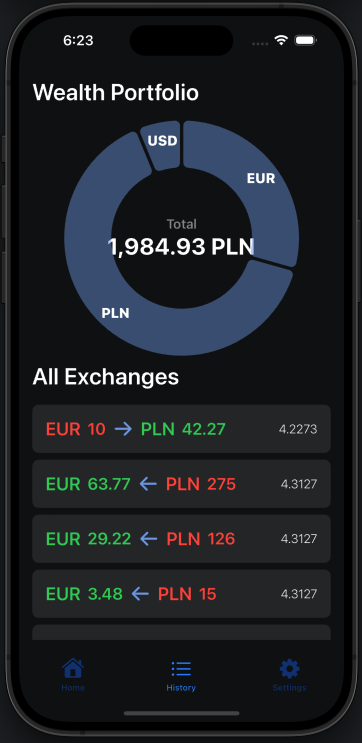 6:23
Wealth Portfolio
USD
EUR
Total
1,984.93 PLN
PLN
All Exchanges
EUR 10 → PLN 42.27 4.2273
EUR 63.77 ← PLN 275 4.3127
EUR 29.22 ← PLN 126 4.3127
EUR 3.48 ← PLN 15 4.3127
Home History Settings